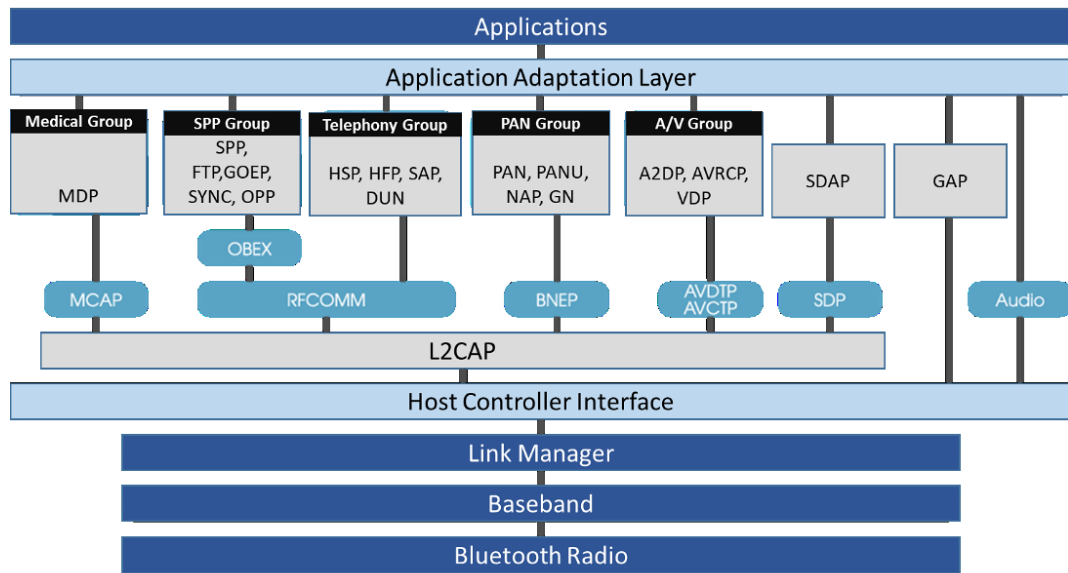 Applications
Application Adaptation Layer
Medical Group
MDP
SPP Group
SPP,
FTP,GOEP,
SYNC, OPP
Telephony Group
HSP, HFP, SAP,
DUN
PAN Group
PAN, PANU,
NAP, GN
A/V Group
A2DP, AVRCP,
VDP
SDAP
GAP
OBEX
MCAP
RFCOMM
BNEP
AVDTP
AVCTP
SDP
Audio
L2CAP
Host Controller Interface
Link Manager
Baseband
Bluetooth Radio